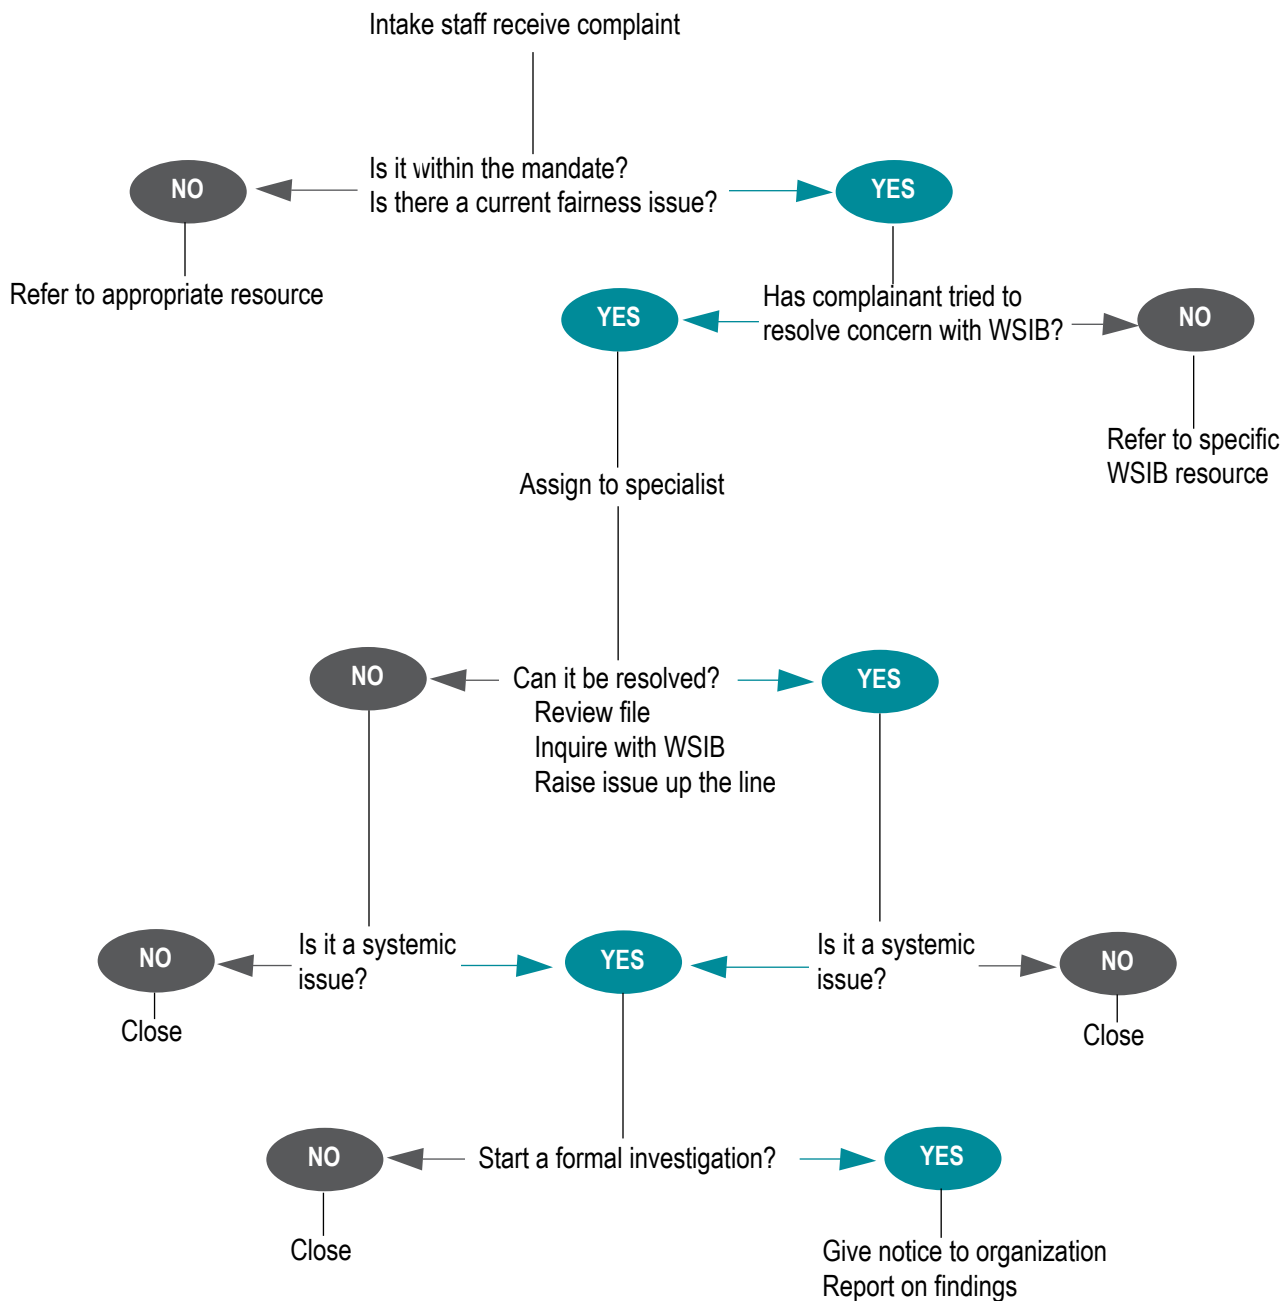 Intake staff receive complaint
Is it within the mandate?
Is there a current fairness issue?
NO
YES
Refer to appropriate resource
Has complainant tried to
resolve concern with WSIB?
YES
NO
Refer to specific
WSIB resource
Assign to specialist
NO
Can it be resolved?
Review file
Inquire with WSIB
Raise issue up the line
YES
NO
Is it a systemic
issue?
YES
Is it a systemic
issue?
NO
Close
Close
NO
Start a formal investigation?
YES
Close
Give notice to organization
Report on findings